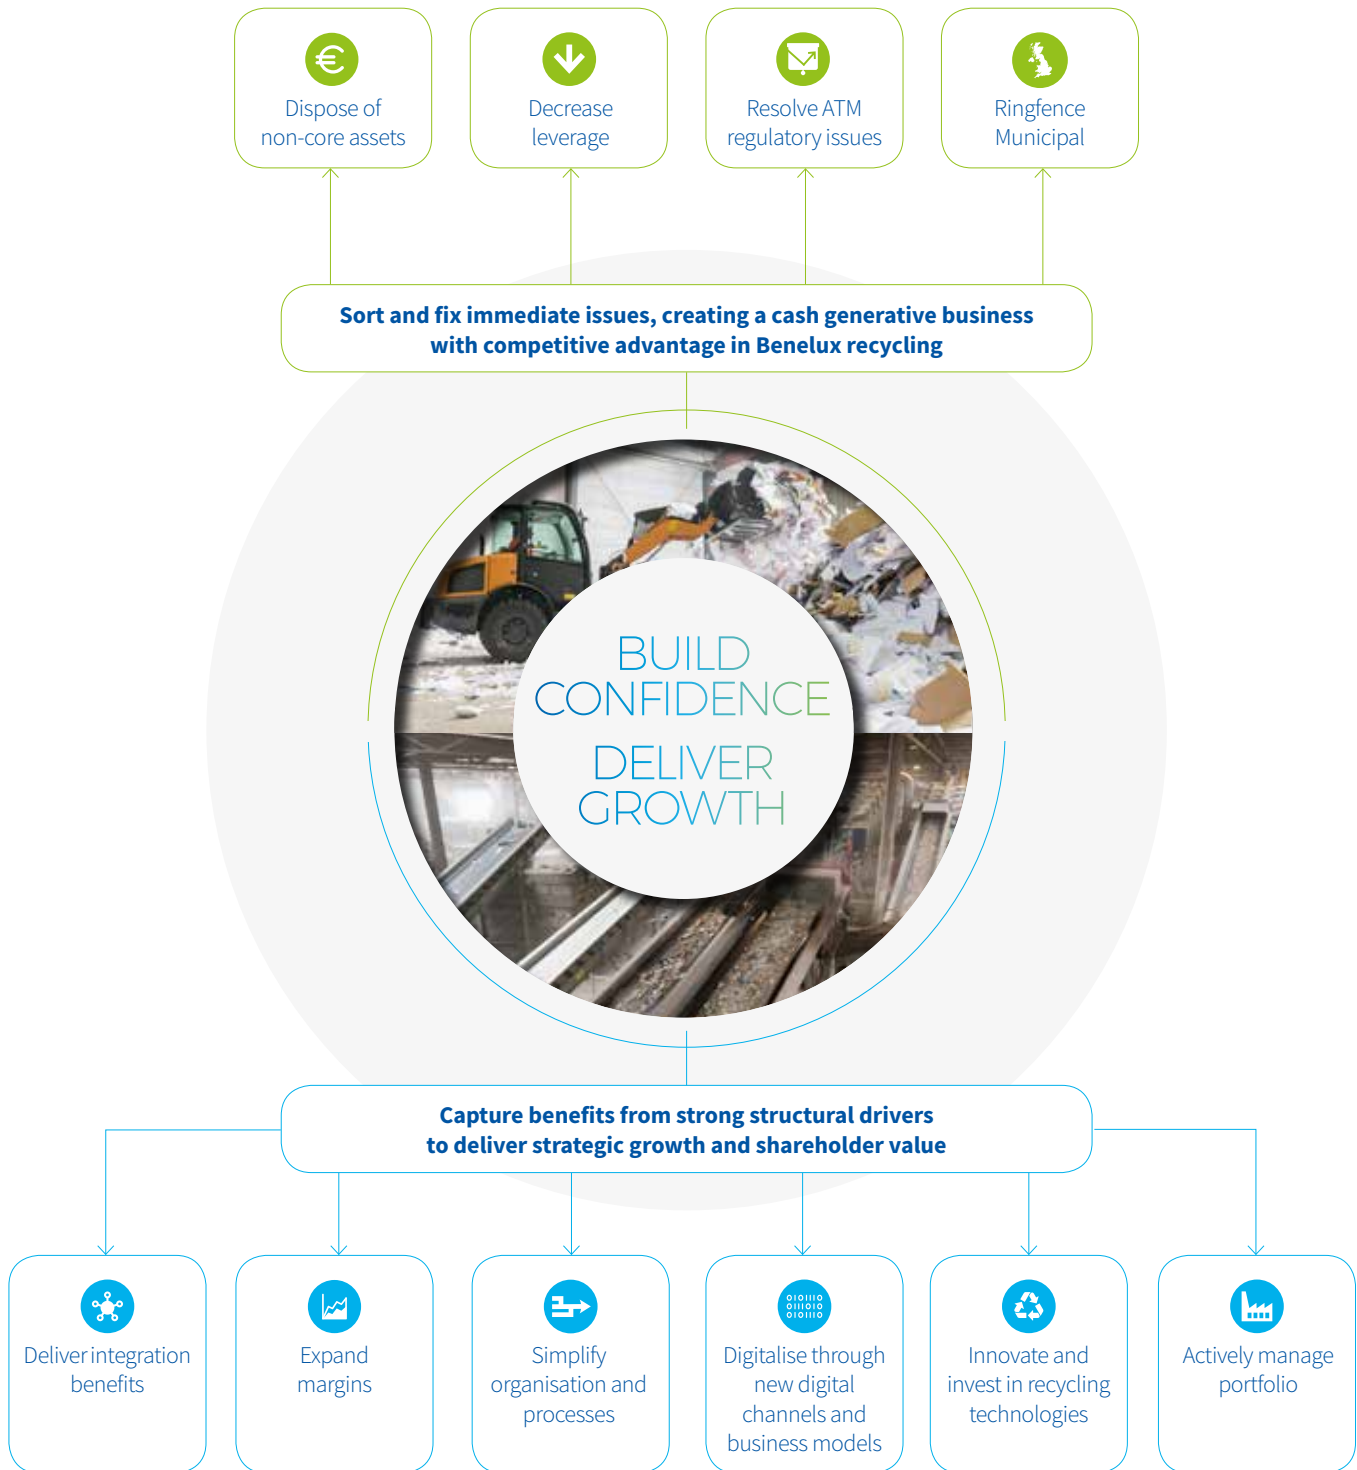 Dispose of
non-core assets
Decrease
leverage
Resolve ATM
regulatory issues
Ringfence
Municipal
Sort and fix immediate issues, creating a cash generative business
with competitive advantage in Benelux recycling
BUILD
CONFIDENCE
DELIVER
GROWTH
Capture benefits from strong structural drivers
to deliver strategic growth and shareholder value
Deliver integration
benefits
Expand
margins
Simplify
organisation and
processes
010110
011010
010110
Digitalise through
new digital
channels and
business models
Innovate and
invest in recycling
technologies
Actively manage
portfolio